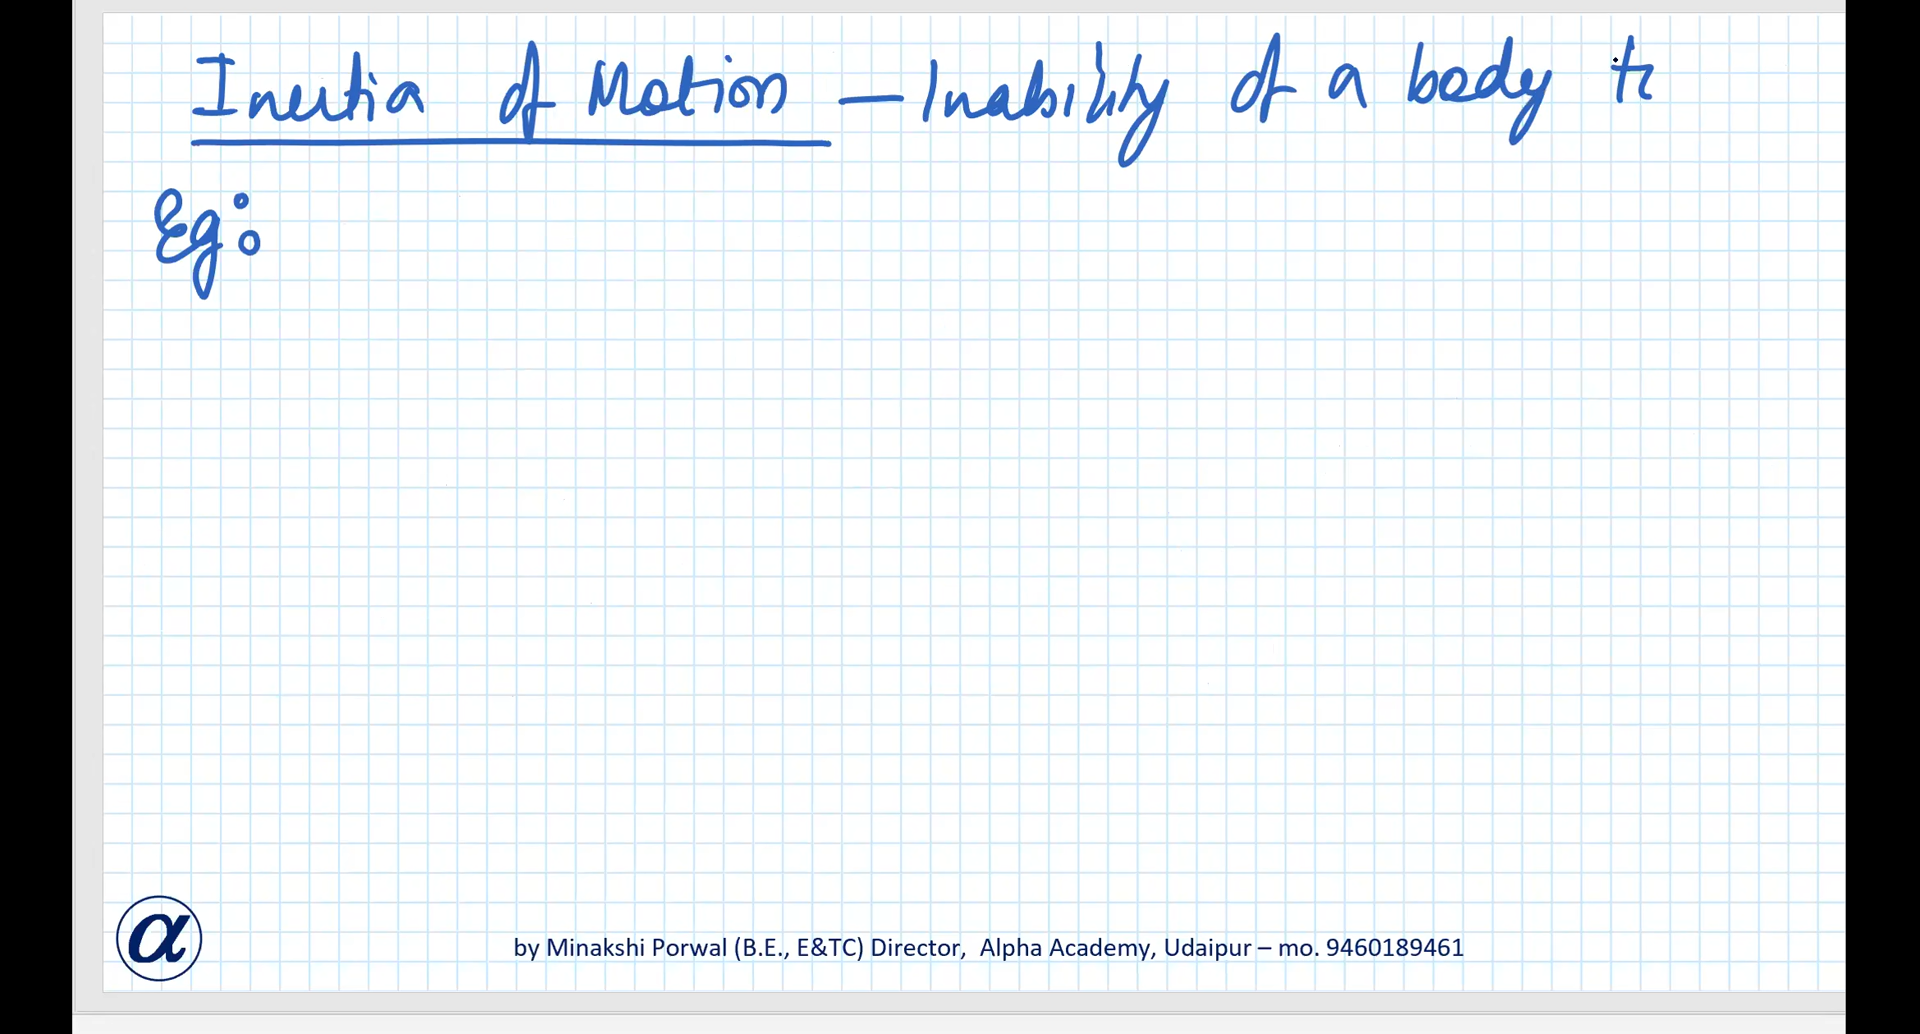 Inertia of Motion — Inability of a body to
Eg:
α
by Minakshi Porwal (B.E., E&TC) Director, Alpha Academy, Udaipur – mo. 9460189461